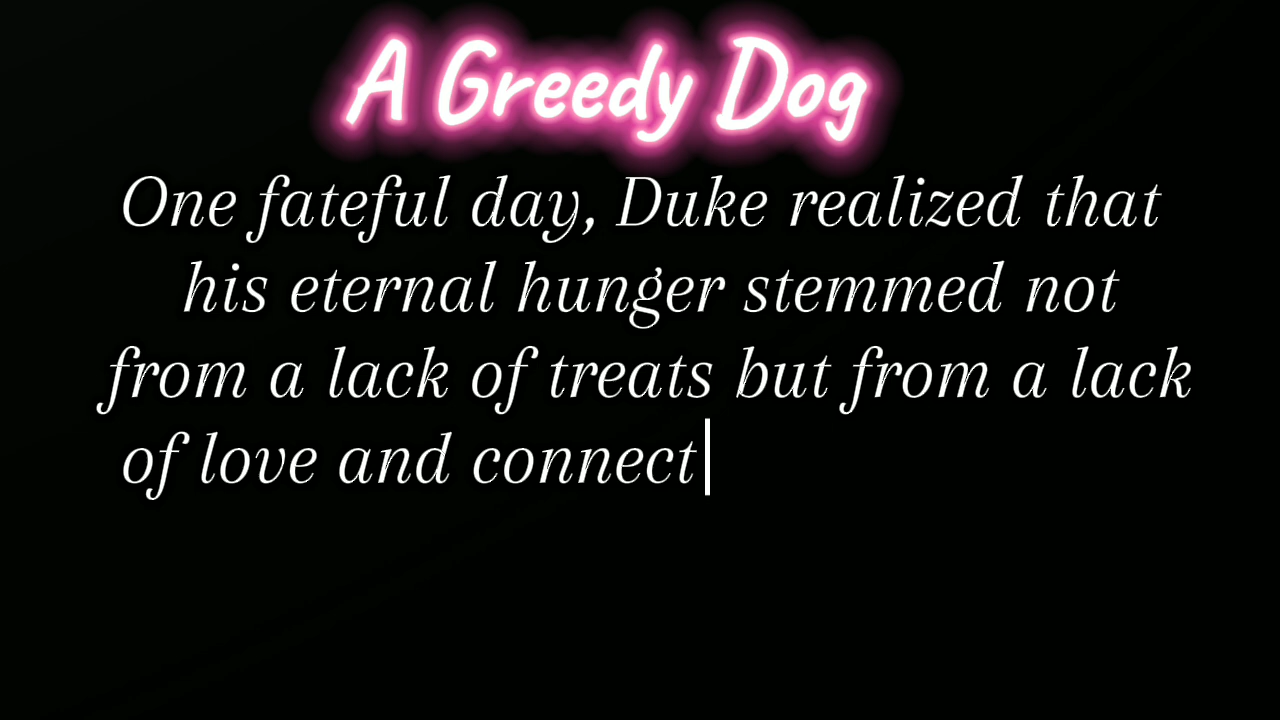 A Greedy Dog
One fateful day, Duke realized that
his eternal hunger stemmed not
from a lack of treats but from a lack
of love and connect